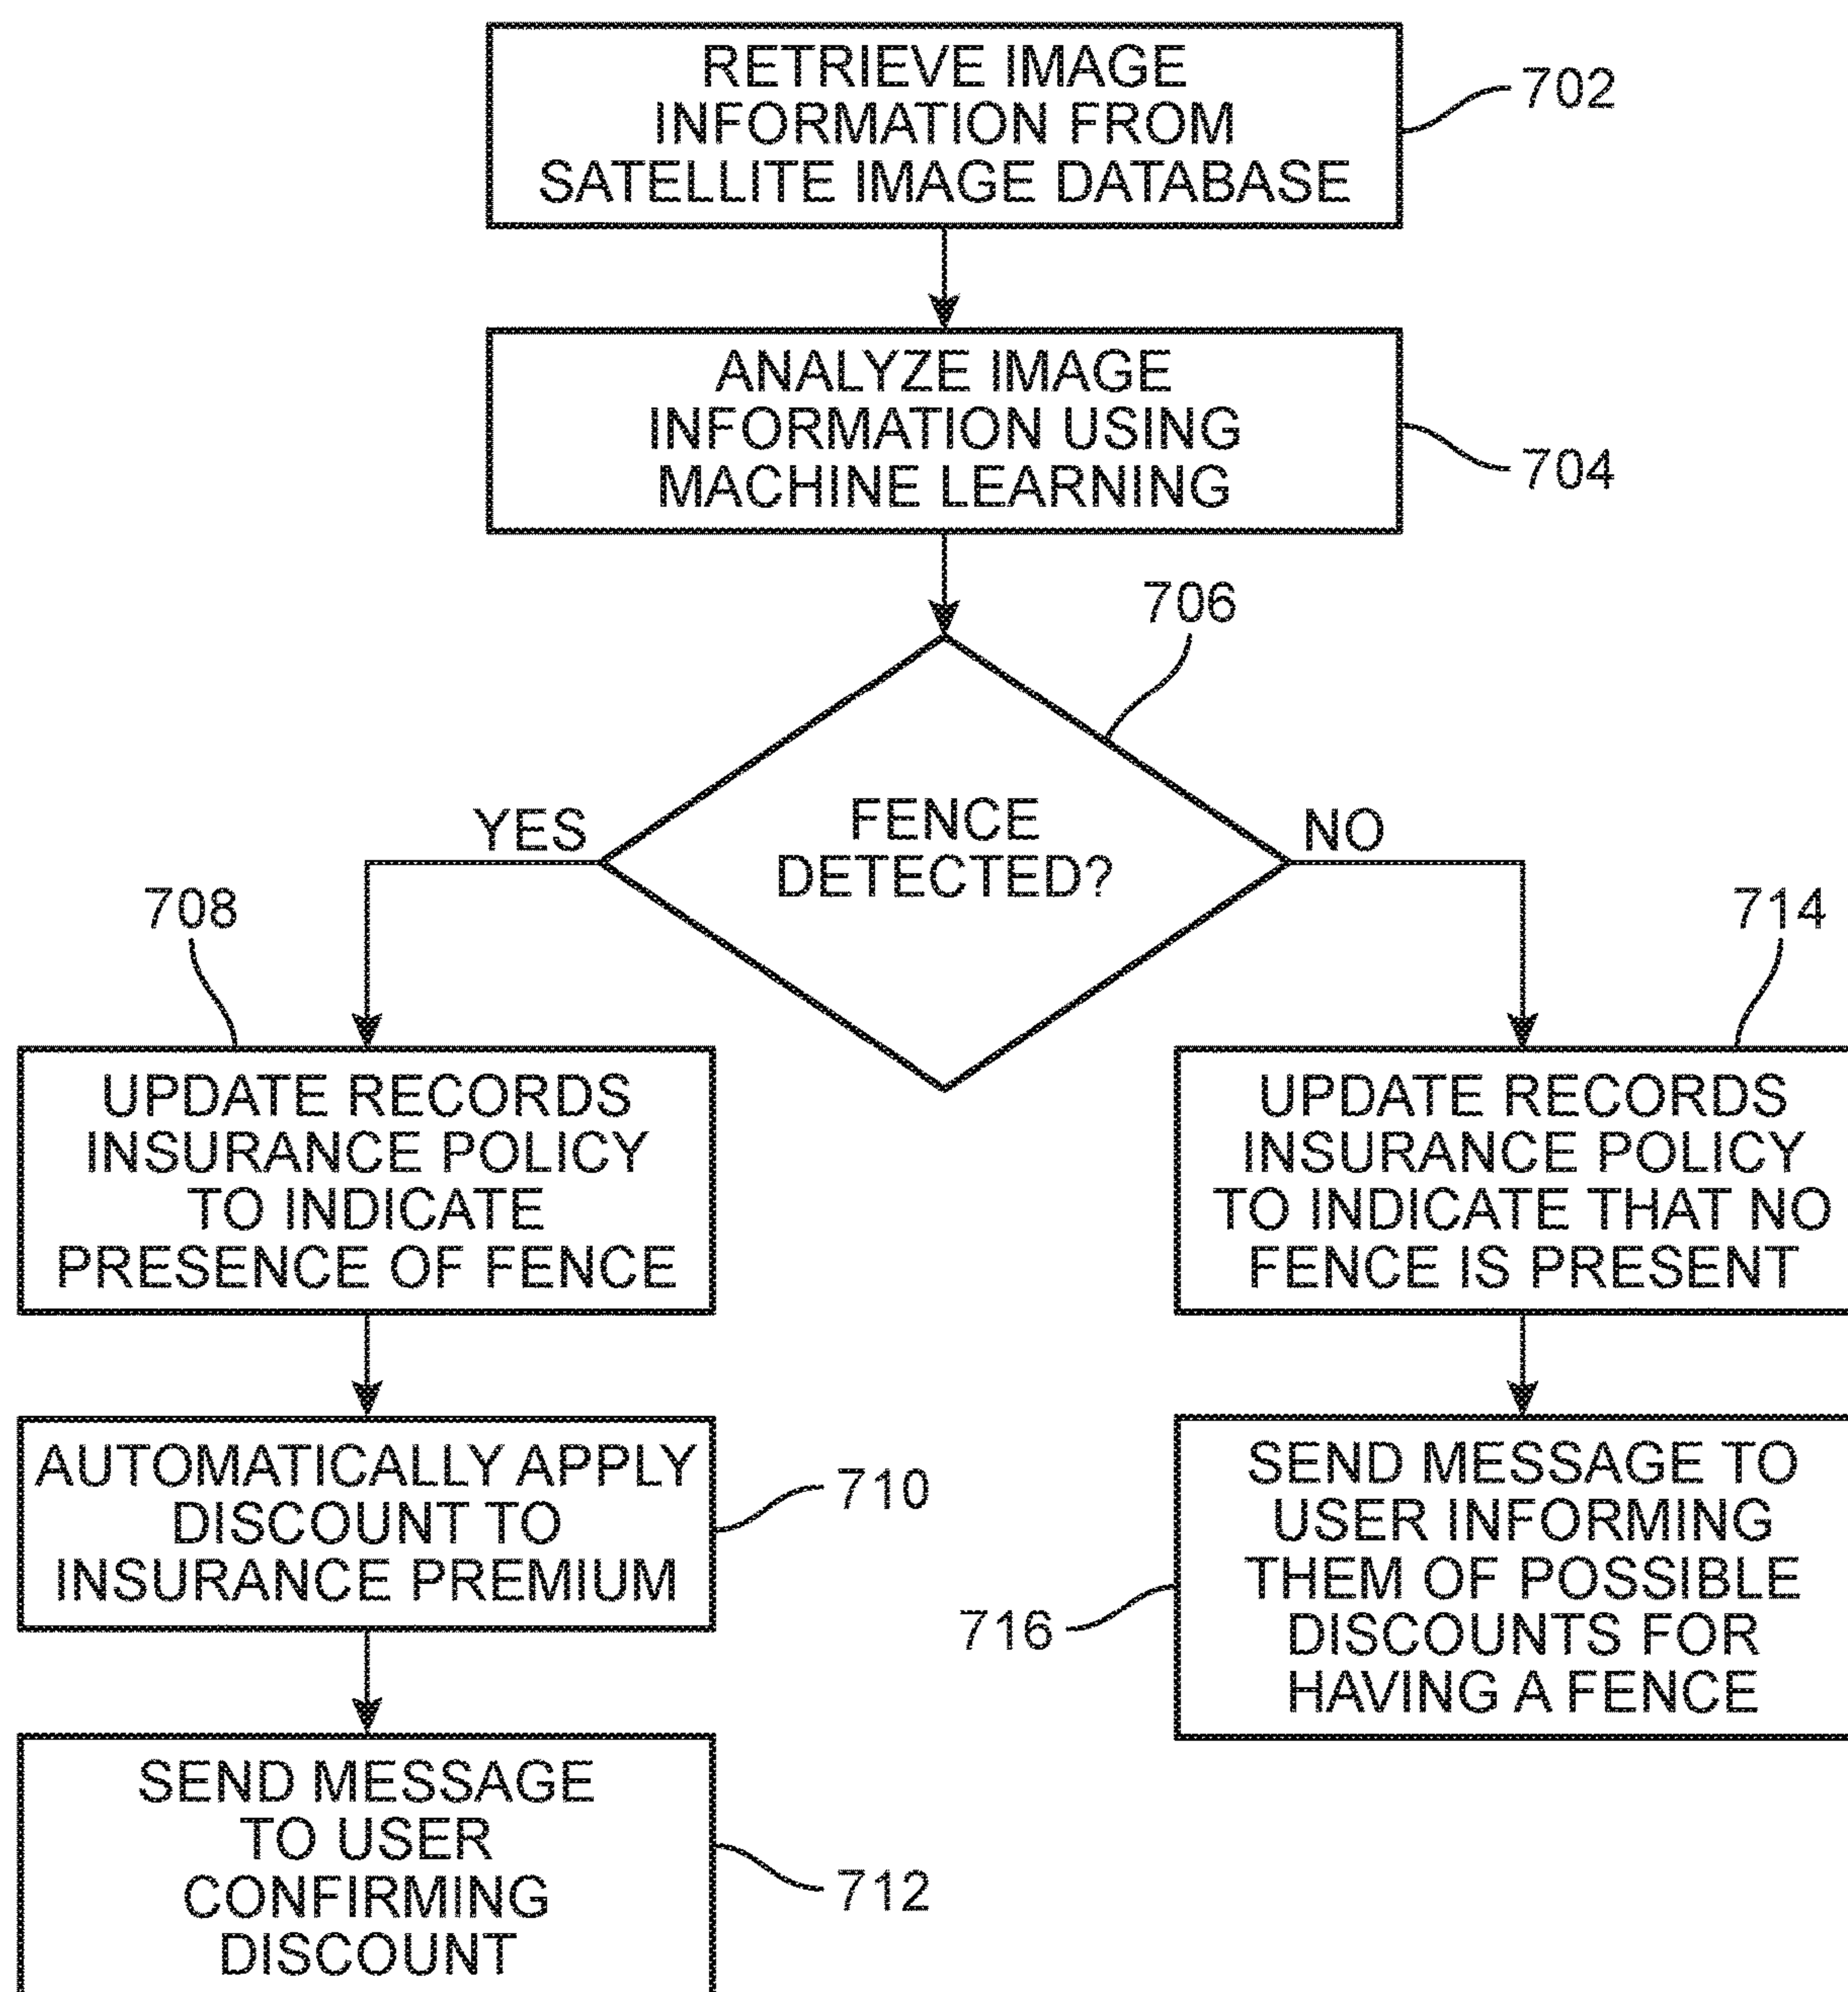 RETRIEVE IMAGE
INFORMATION FROM
SATELLITE IMAGE DATABASE
702
ANALYZE IMAGE
INFORMATION USING
MACHINE LEARNING
704
706
FENCE
DETECTED?
YES
NO
708
UPDATE RECORDS
INSURANCE POLICY
TO INDICATE
PRESENCE OF FENCE
714
UPDATE RECORDS
INSURANCE POLICY
TO INDICATE THAT NO
FENCE IS PRESENT
AUTOMATICALLY APPLY
DISCOUNT TO
INSURANCE PREMIUM
710
SEND MESSAGE TO
USER INFORMING
THEM OF POSSIBLE
DISCOUNTS FOR
HAVING A FENCE
716
SEND MESSAGE
TO USER
CONFIRMING
DISCOUNT
712